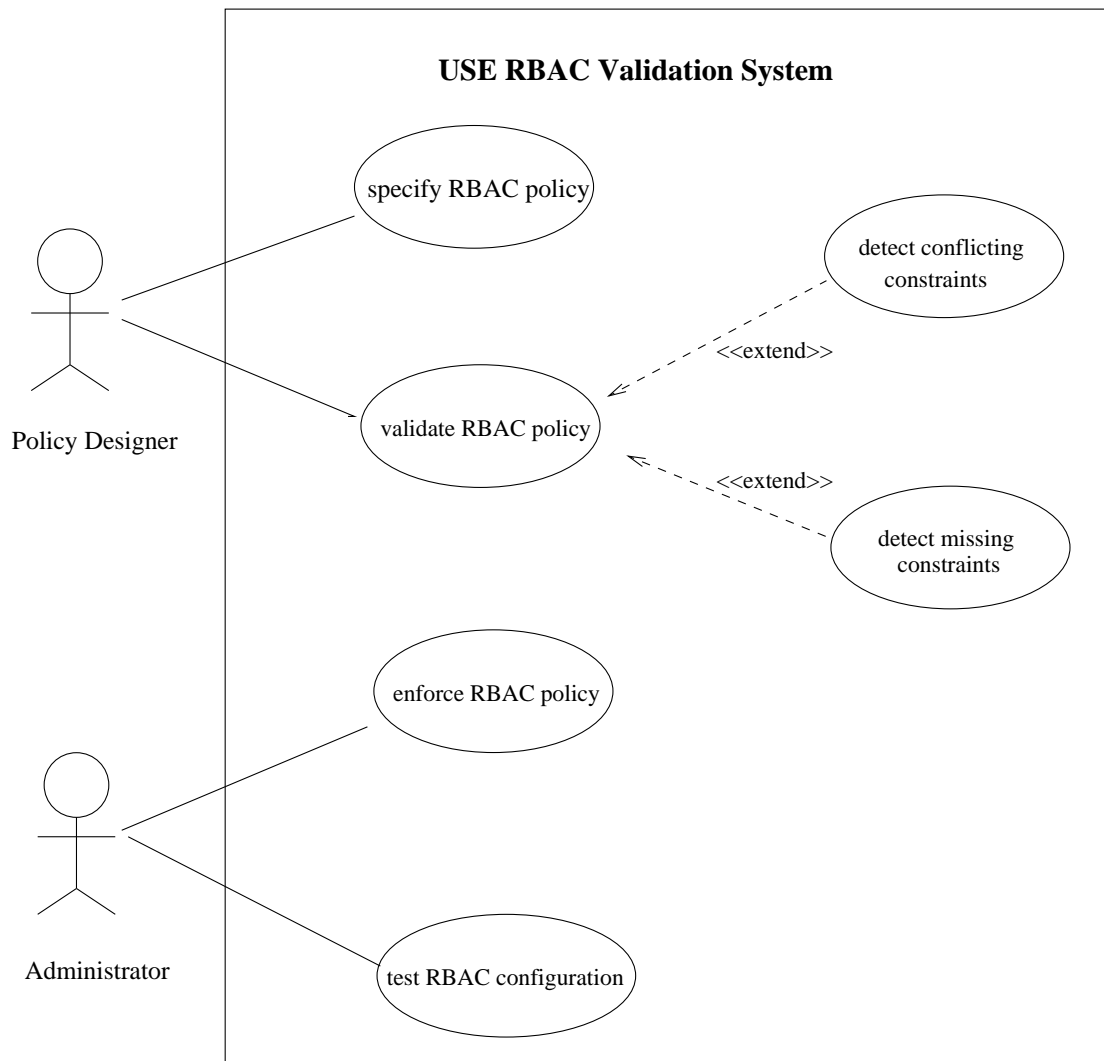 USE RBAC Validation System
specify RBAC policy
detect conflicting
constraints
<<extend>>
validate RBAC policy
Policy Designer
<<extend>>
detect missing
constraints
enforce RBAC policy
Administrator
test RBAC configuration